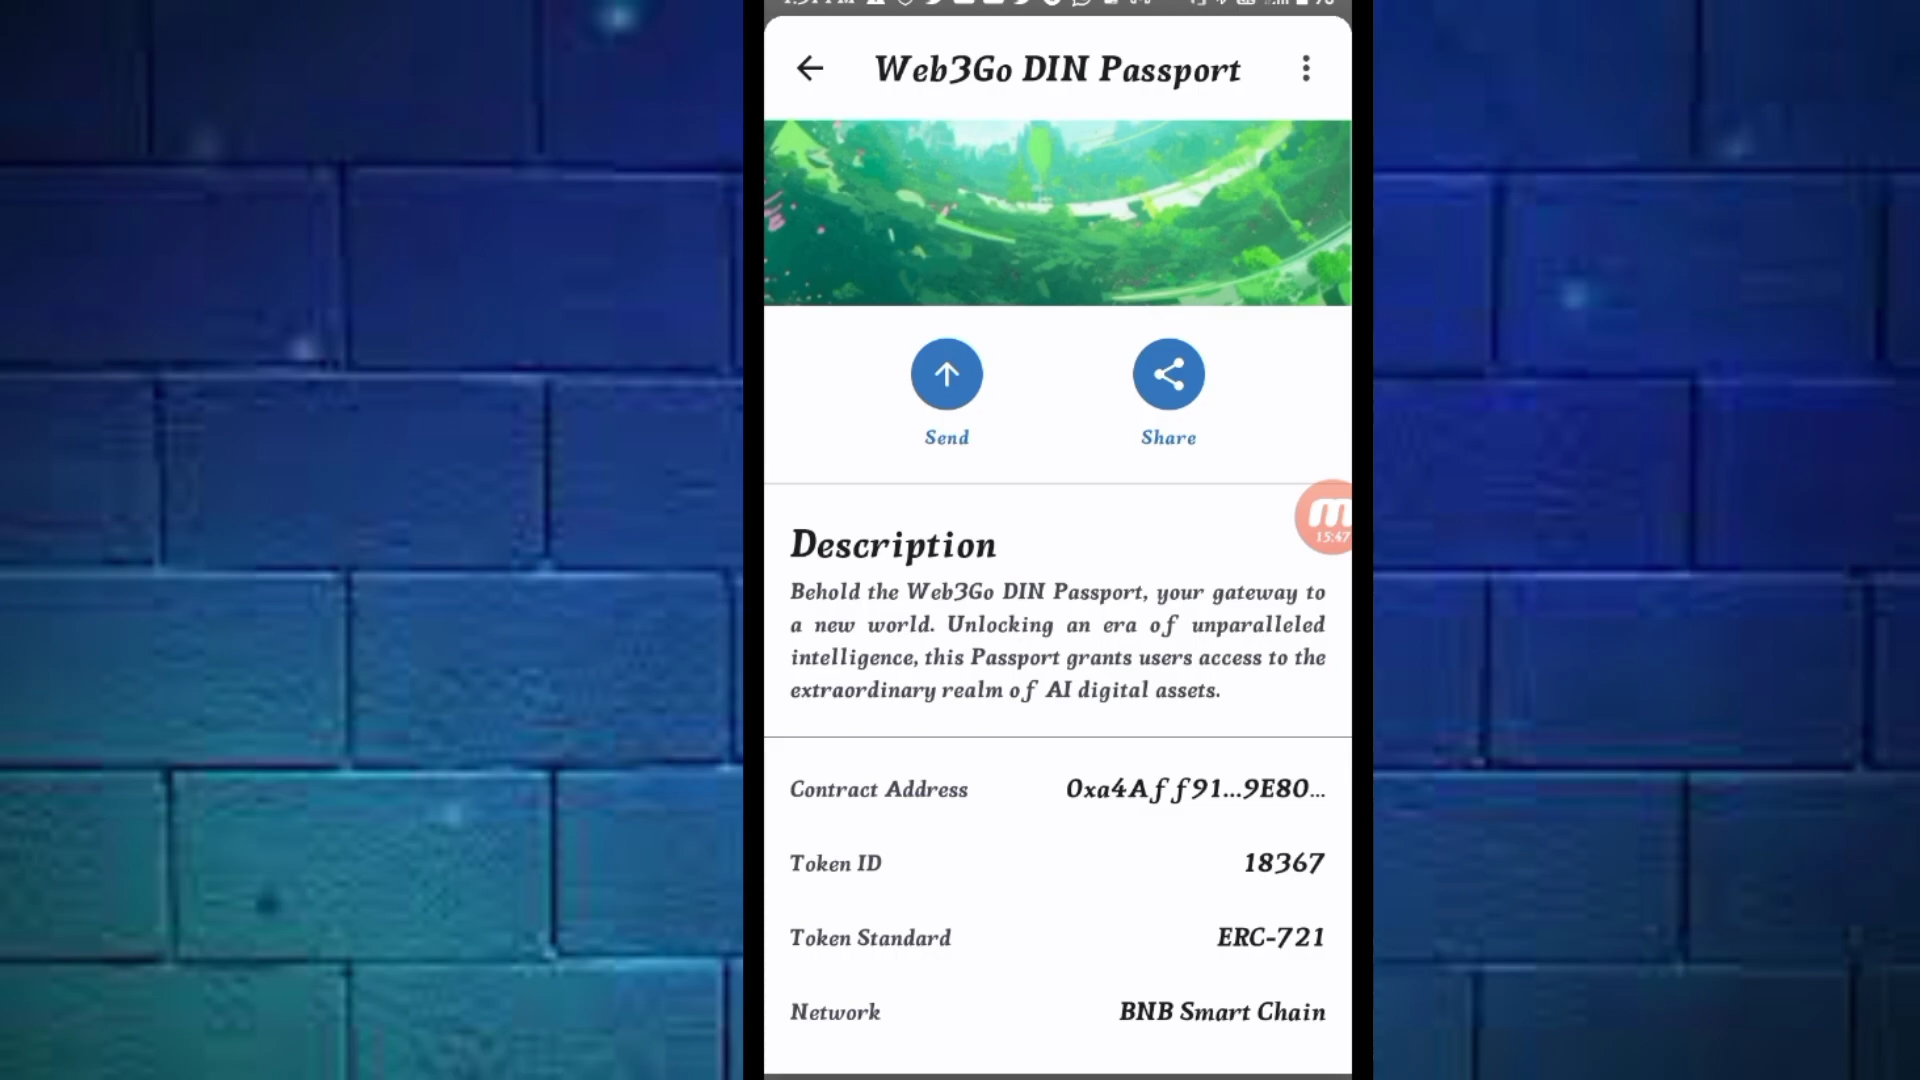 Web3Go DIN Passport
Send
Share
15:47
Description
Behold the Web3Go DIN Passport, your gateway to
a new world. Unlocking an era of unparalleled
intelligence, this Passport grants users access to the
extraordinary realm of AI digital assets.
Contract Address 0xa4Aff91...9E80...
Token ID 18367
Token Standard ERC-721
Network BNB Smart Chain